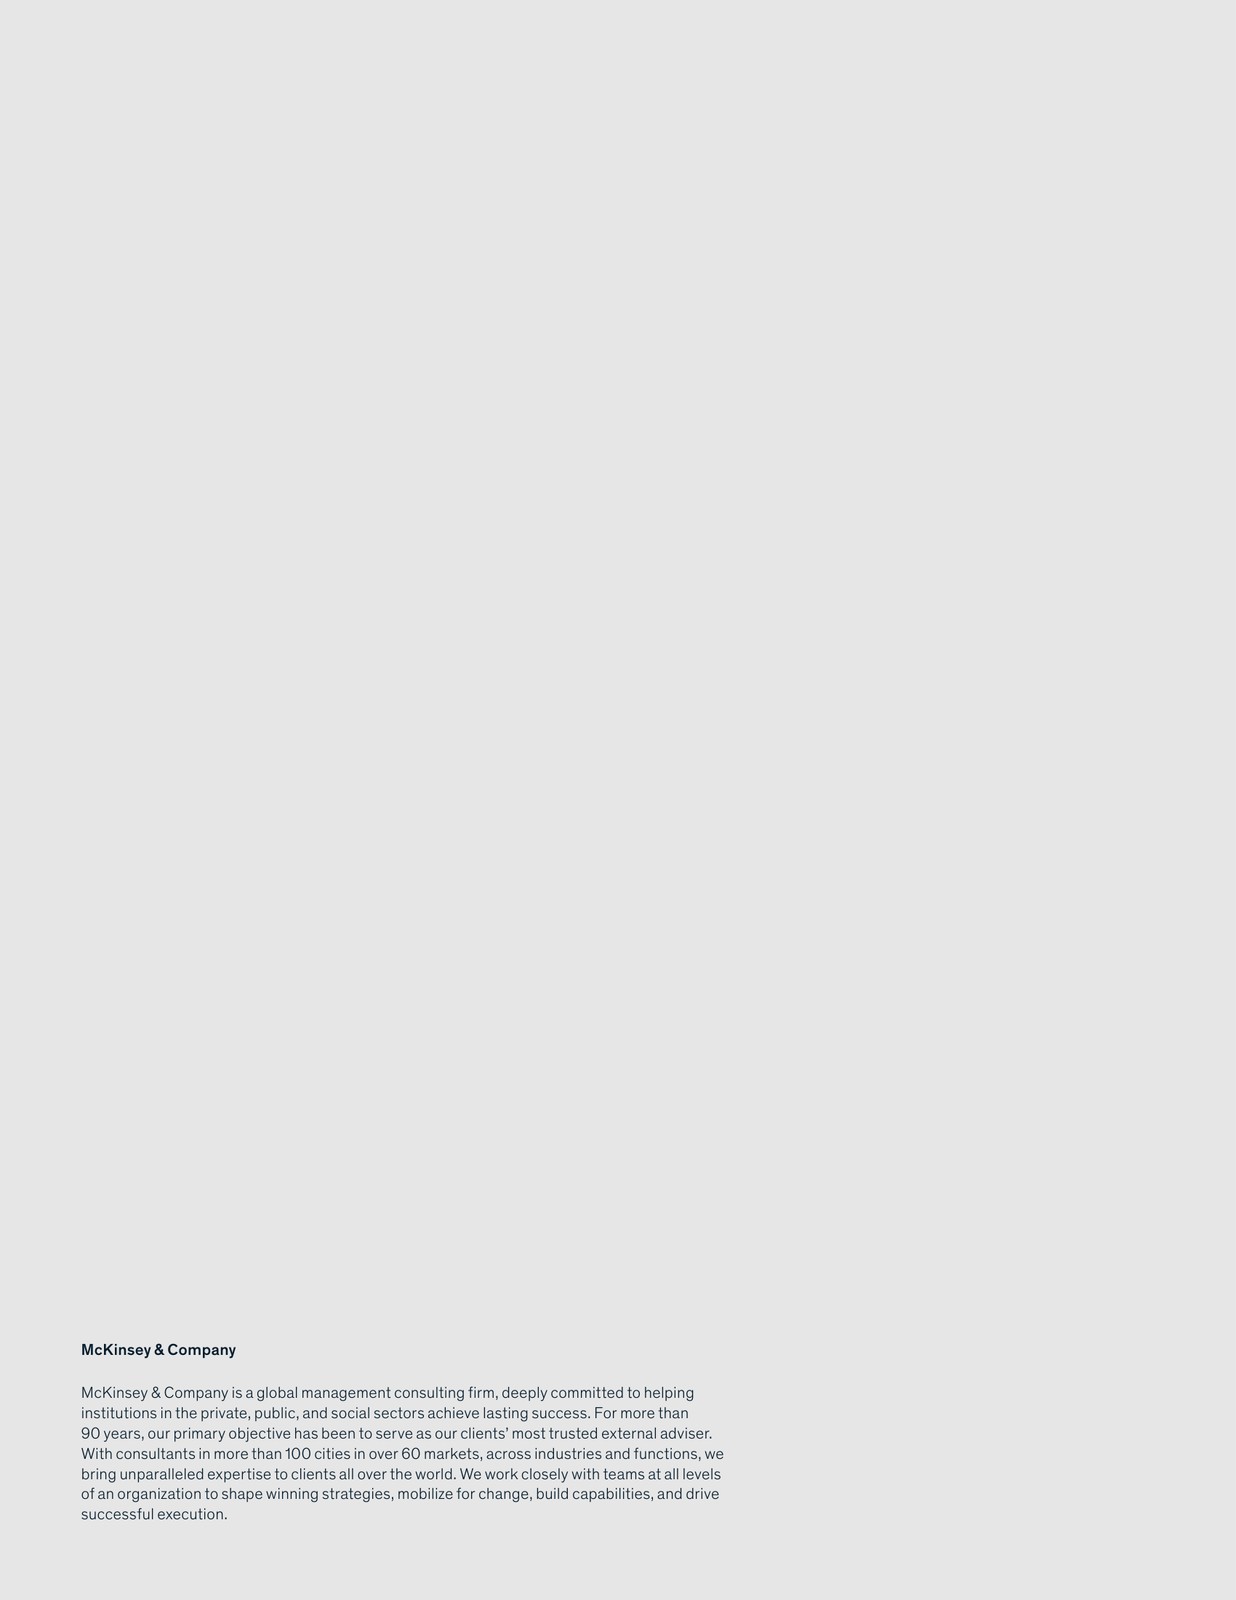 McKinsey & Company
McKinsey & Company is a global management consulting firm, deeply committed to helping
institutions in the private, public, and social sectors achieve lasting success. For more than
90 years, our primary objective has been to serve as our clients’ most trusted external adviser.
With consultants in more than 100 cities in over 60 markets, across industries and functions, we
bring unparalleled expertise to clients all over the world. We work closely with teams at all levels
of an organization to shape winning strategies, mobilize for change, build capabilities, and drive
successful execution.